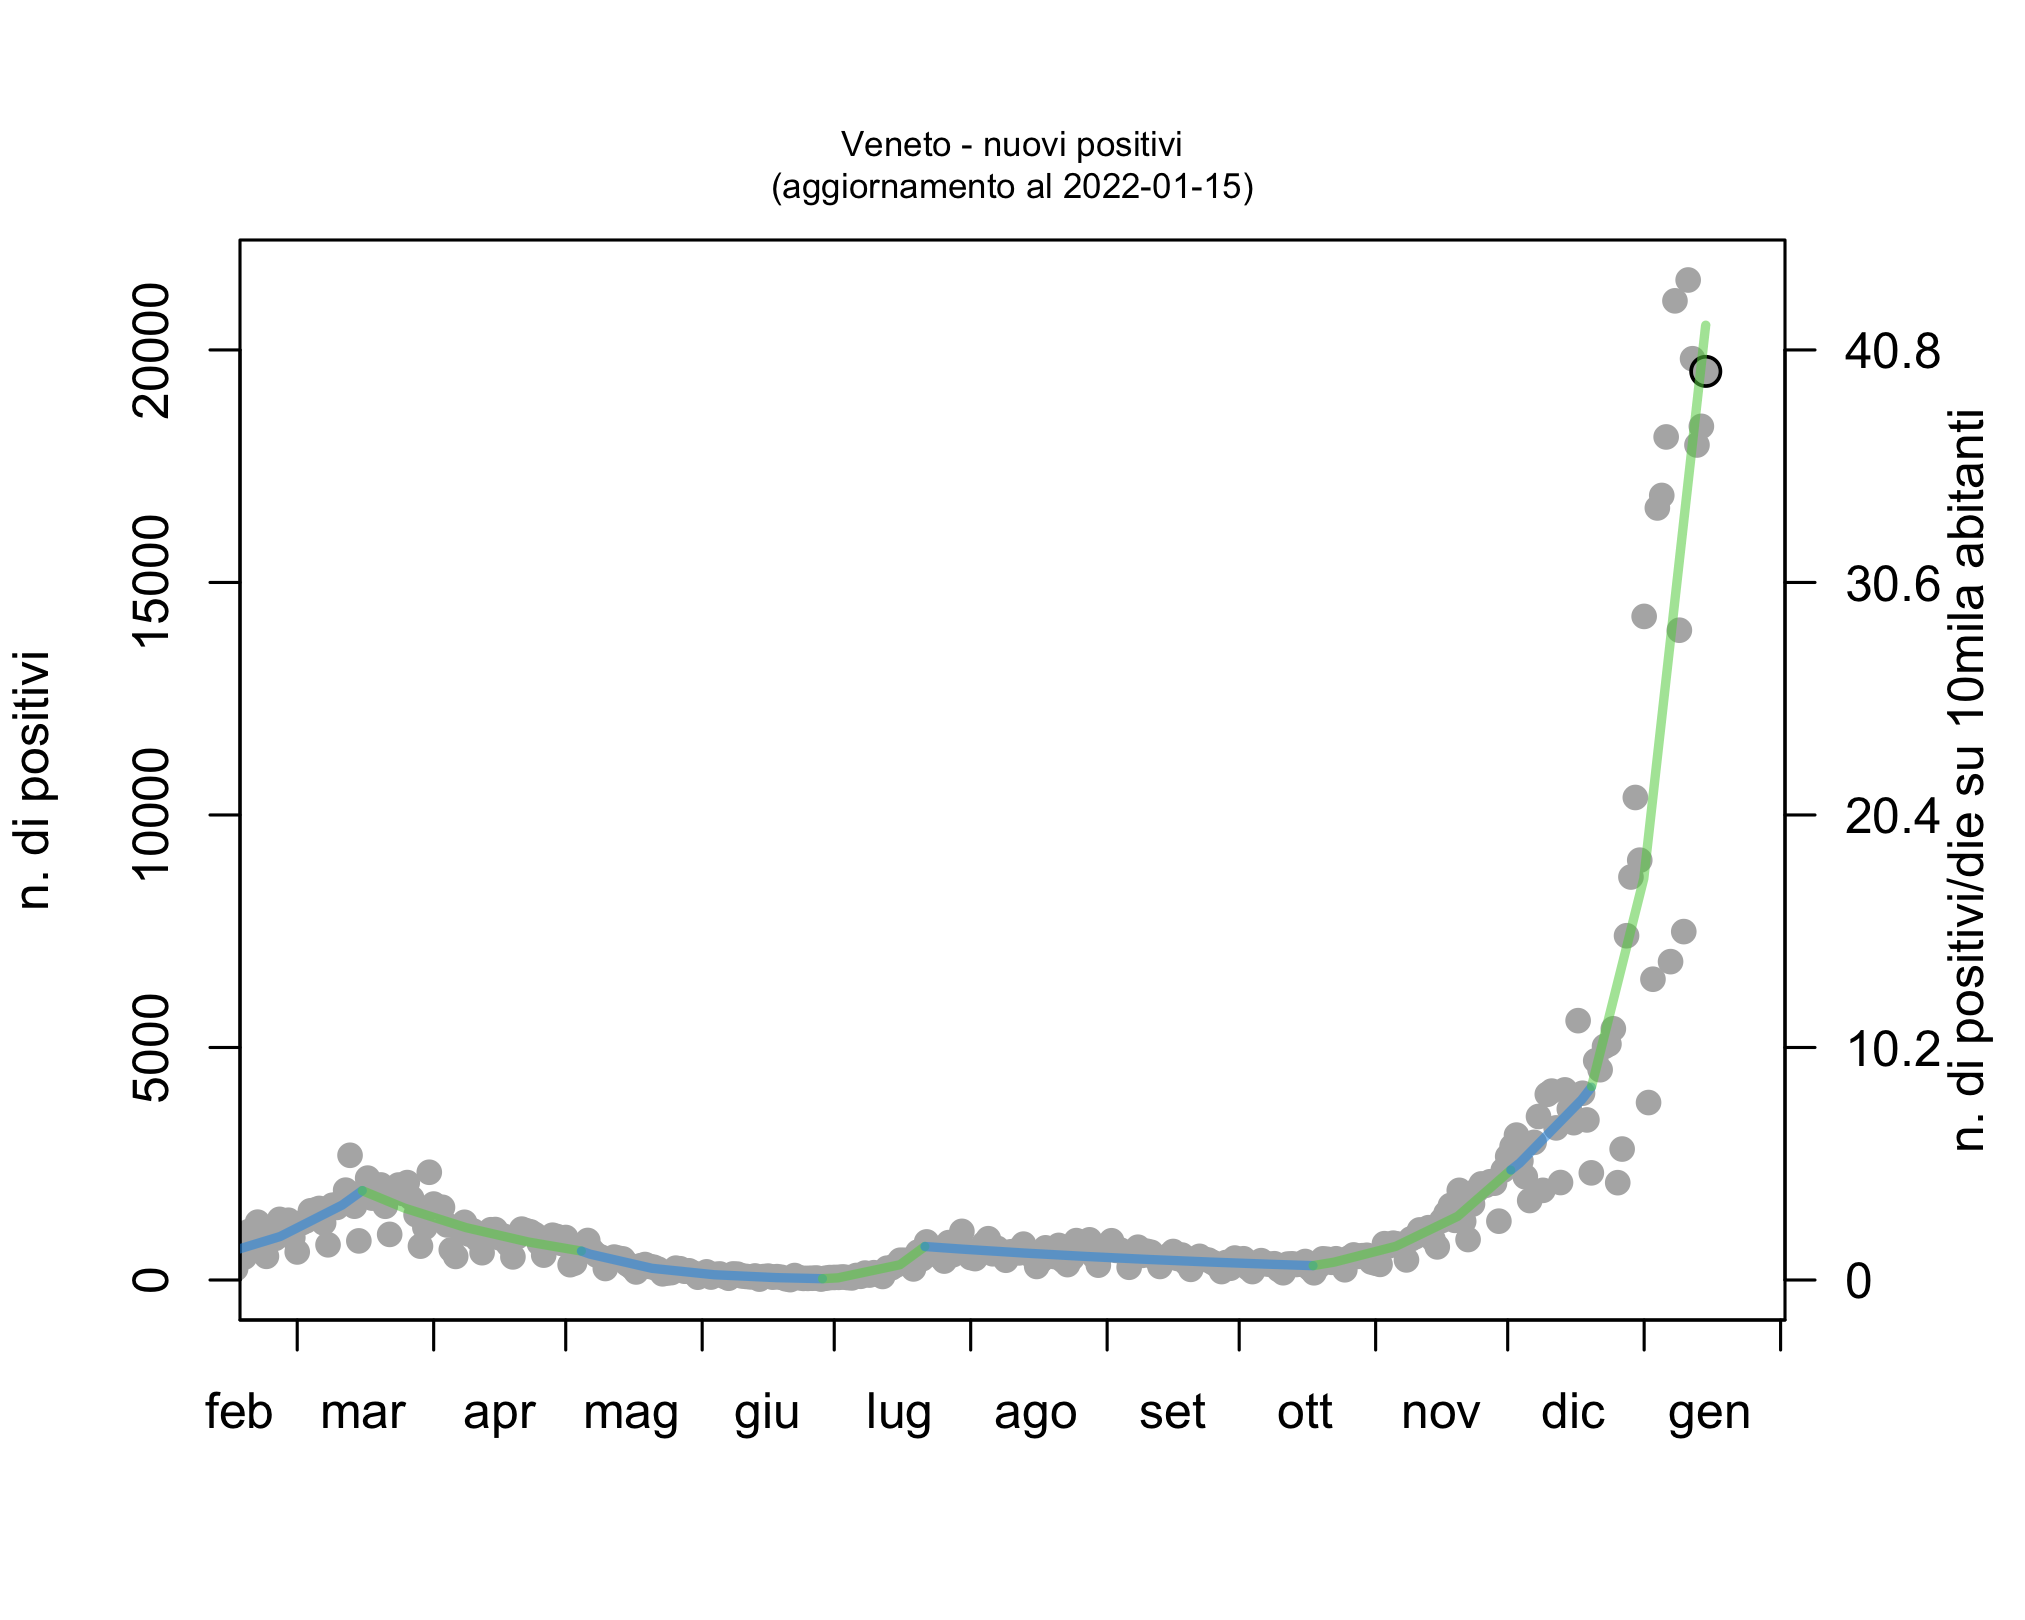 Veneto - nuovi positivi
(aggiornamento al 2022-01-15)
n. di positivi
20000
15000
10000
5000
0
40.8
30.6
20.4
10.2
0
n. di positivi/die su 10mila abitanti
feb mar apr mag giu lug ago set ott nov dic gen